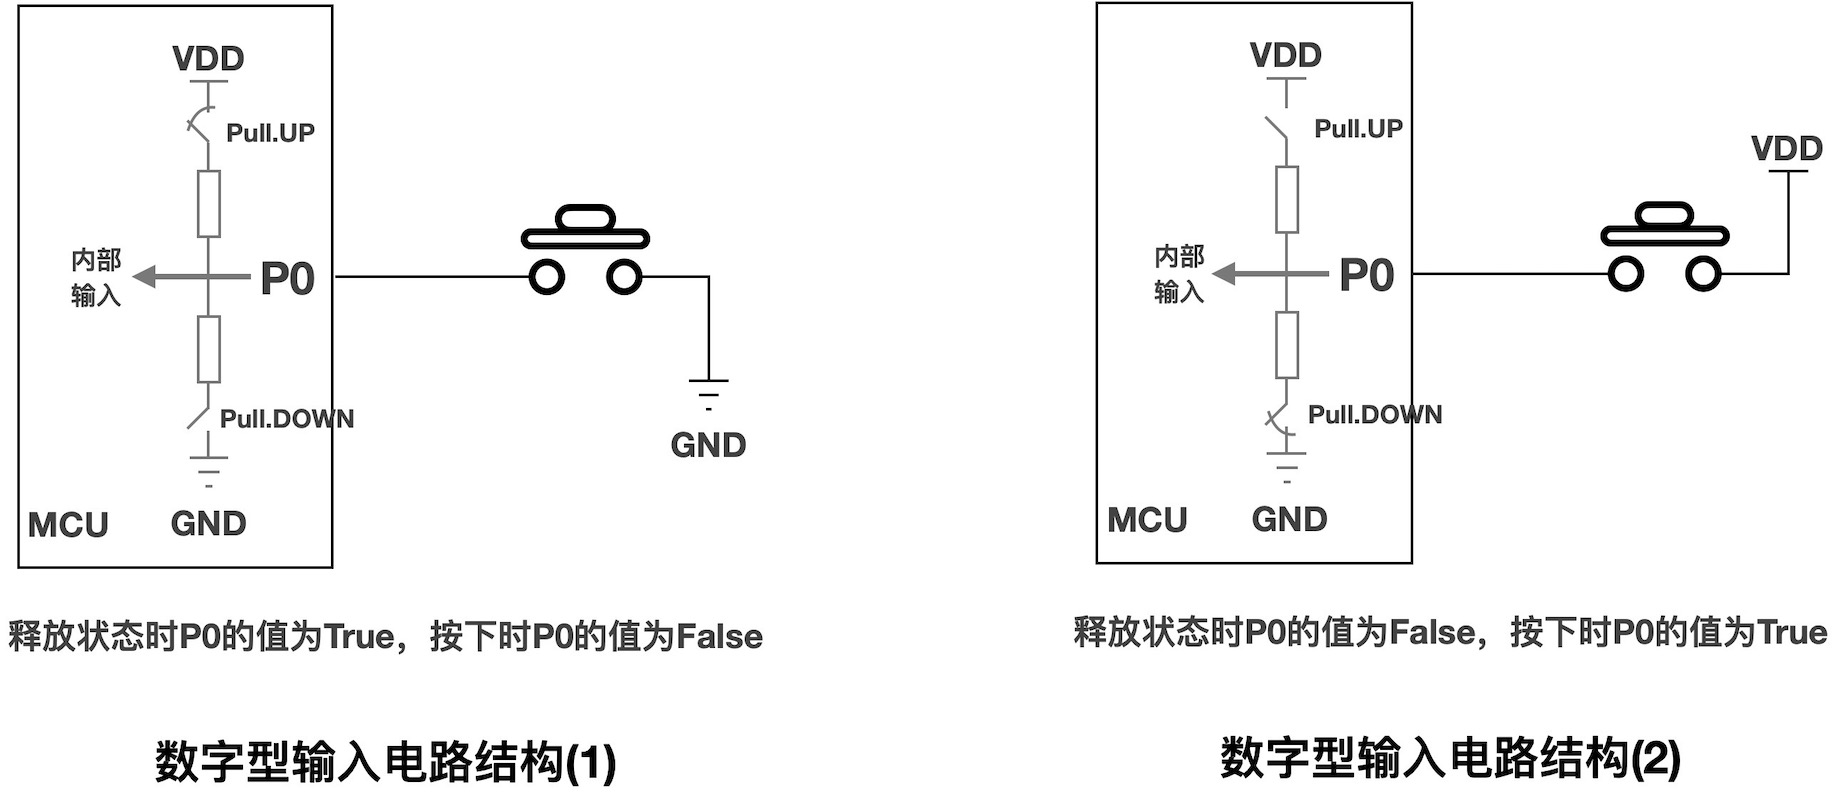 VDD
Pull.UP
内部
输入
P0
Pull.DOWN
GND
MCU
GND
释放状态时P0的值为True，按下时P0的值为False
数字型输入电路结构(1)
VDD
Pull.UP
VDD
内部
输入
P0
Pull.DOWN
MCU
GND
释放状态时P0的值为False，按下时P0的值为True
数字型输入电路结构(2)